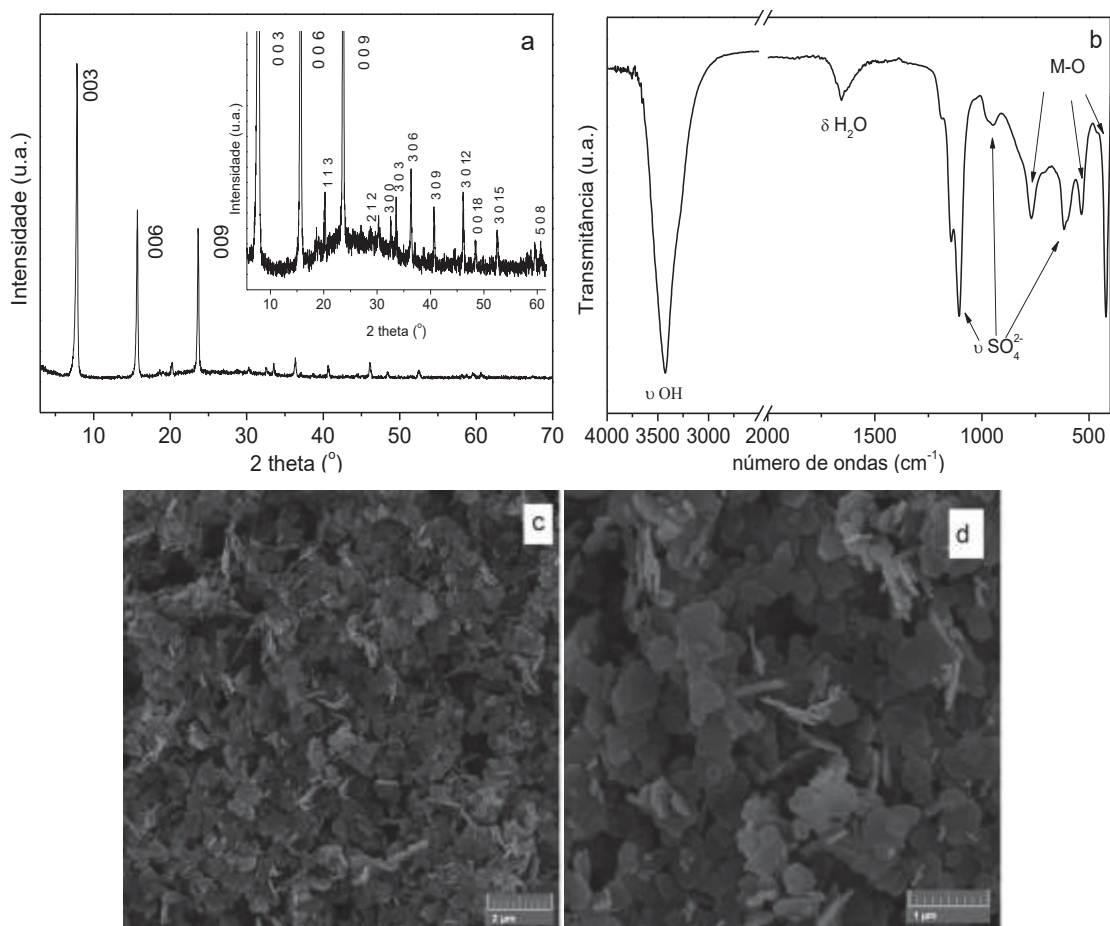 a
Intensidade (u.a.)
003
006
009
10 20 30 40 50 60 70
2 theta (°)
Intensidade (u.a.)
0 0 3
0 0 6
0 0 9
1 1 3
2 1 2
3 0 0
3 0 3
3 0 6
3 0 9
3 0 12
0 0 18
3 0 15
5 0 8
10 20 30 40 50 60
2 theta (°)
b
Transmitância (u.a.)
M-O
δ H₂O
υ SO₄²⁻
υ OH
4000 3500 3000 2000 1500 1000 500
número de ondas (cm⁻¹)
c
2 µm
d
1 µm